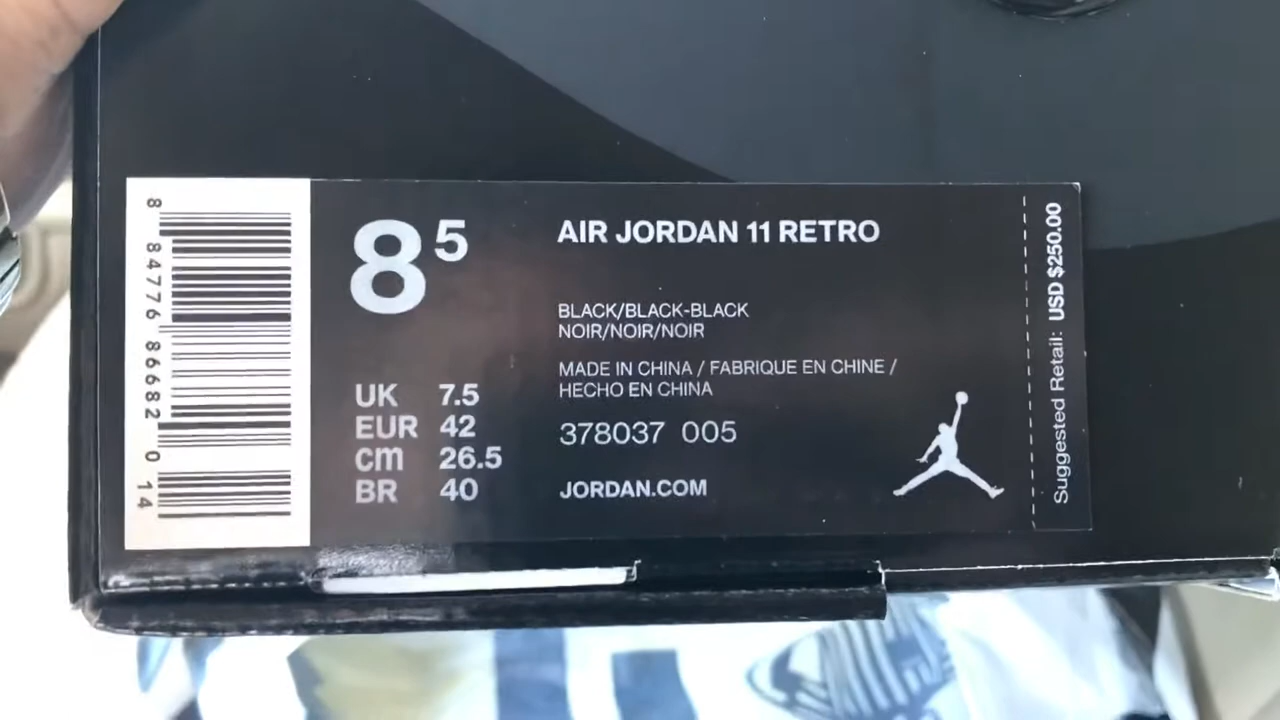 8 84776 86682 0 14
8 5
AIR JORDAN 11 RETRO
BLACK/BLACK-BLACK
NOIR/NOIR/NOIR
MADE IN CHINA / FABRIQUE EN CHINE /
HECHO EN CHINA
UK 7.5
EUR 42
cm 26.5
BR 40
378037 005
JORDAN.COM
Suggested Retail: USD $250.00